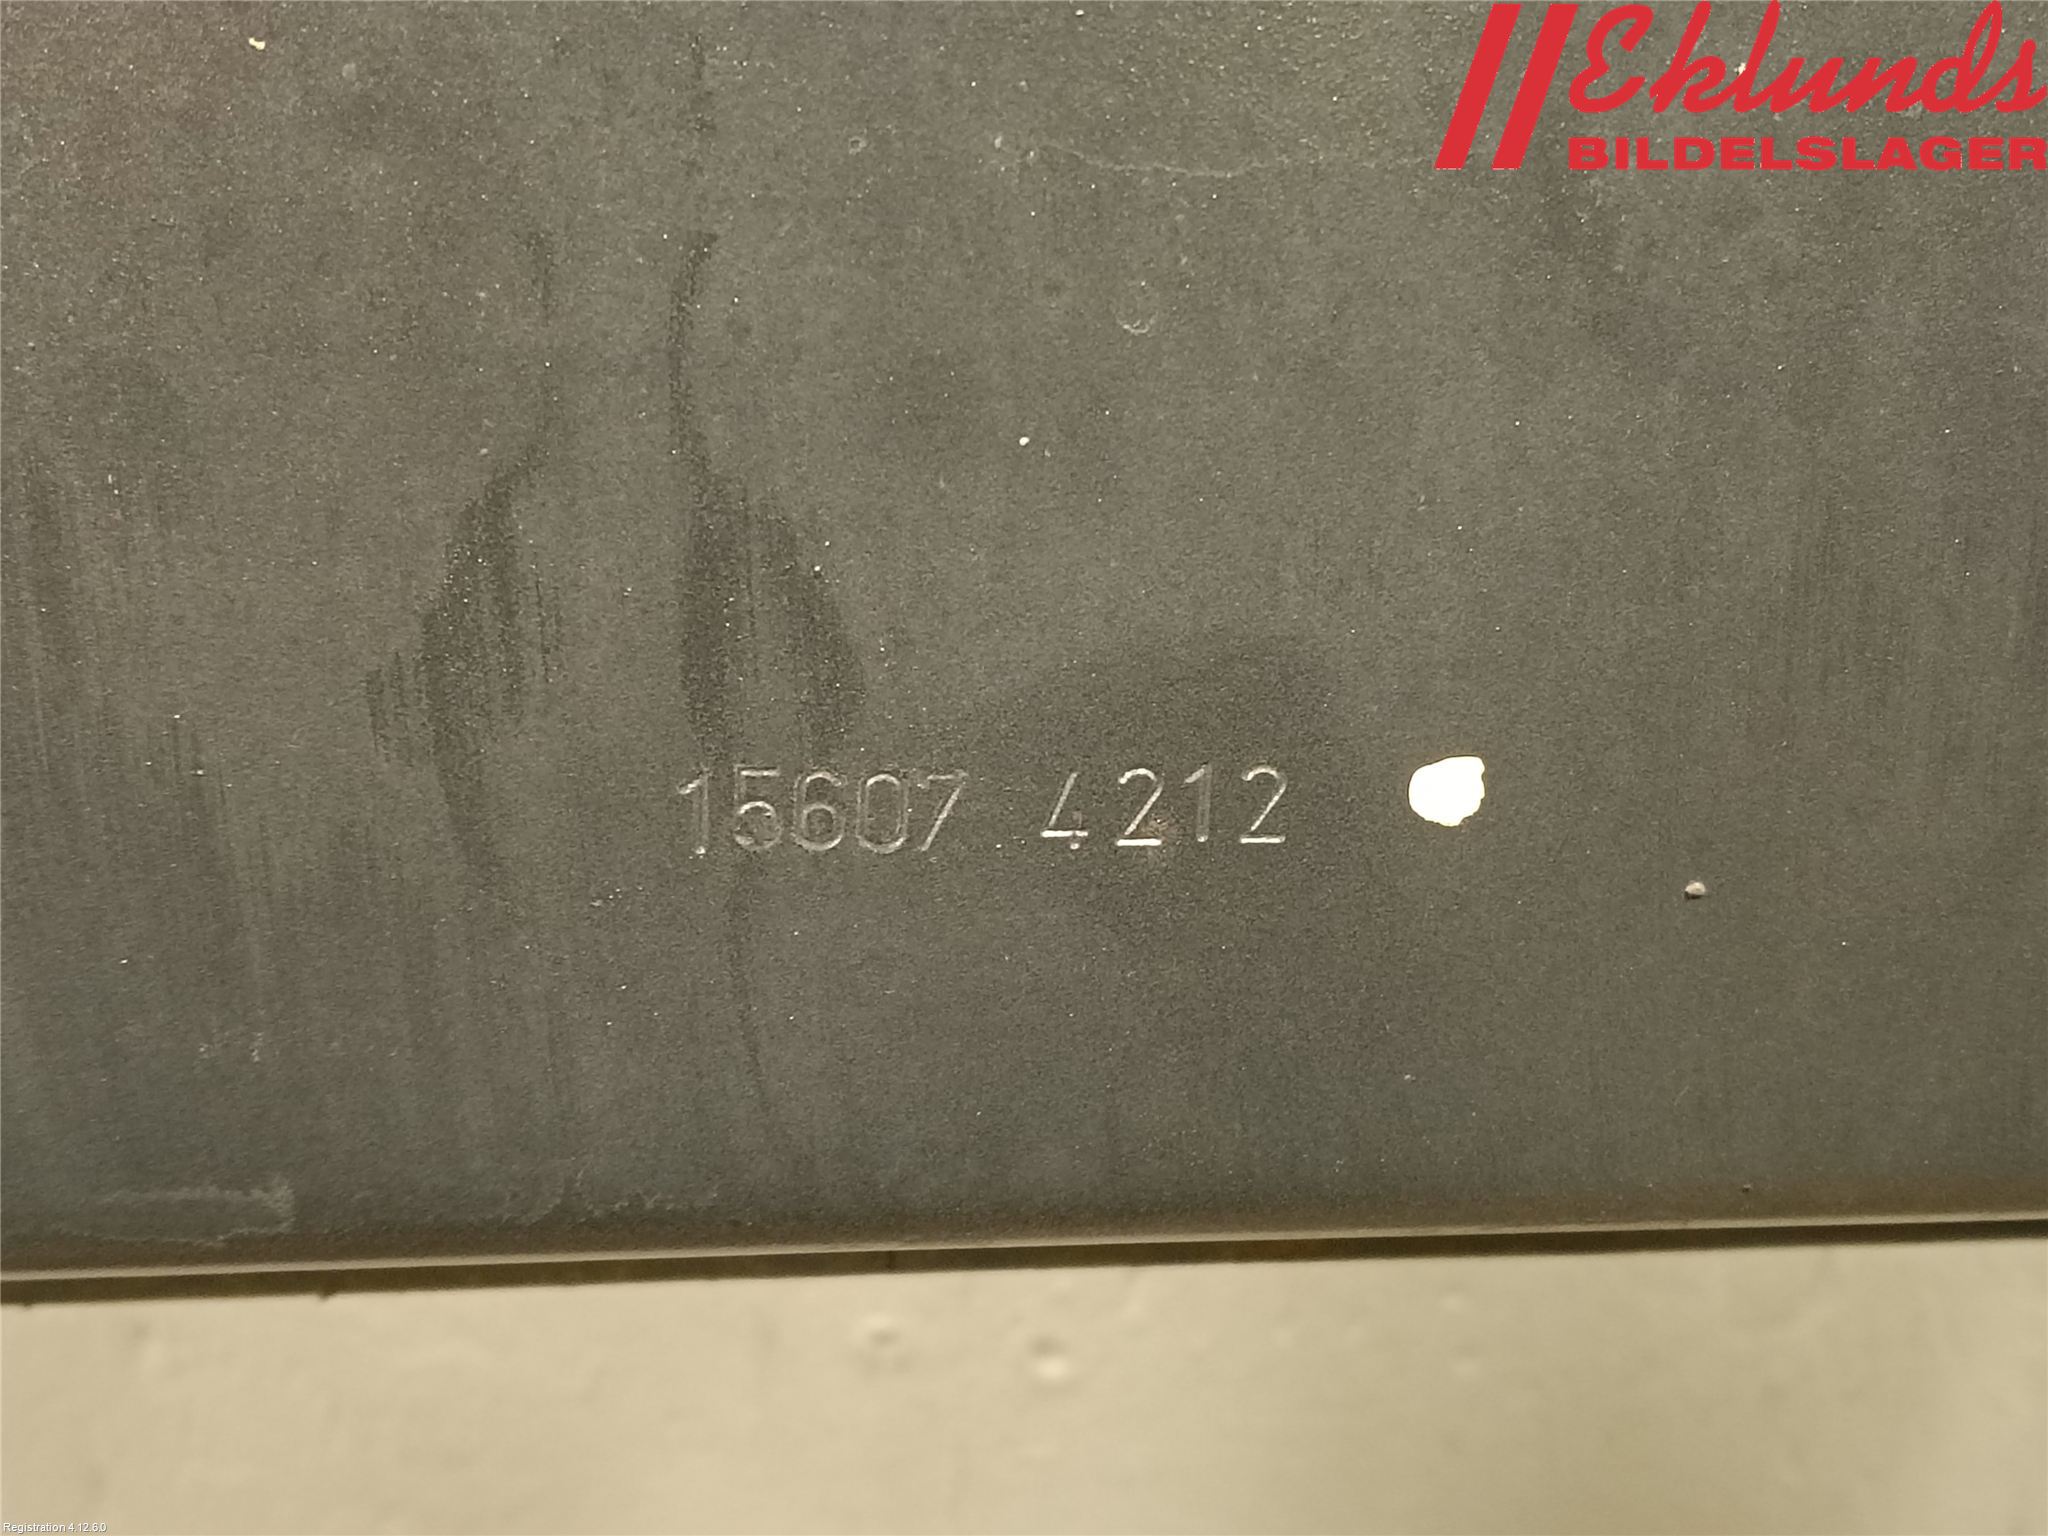 Eklunds
BILDELSLAGER
15607 4212
Registration 4.12.6.0